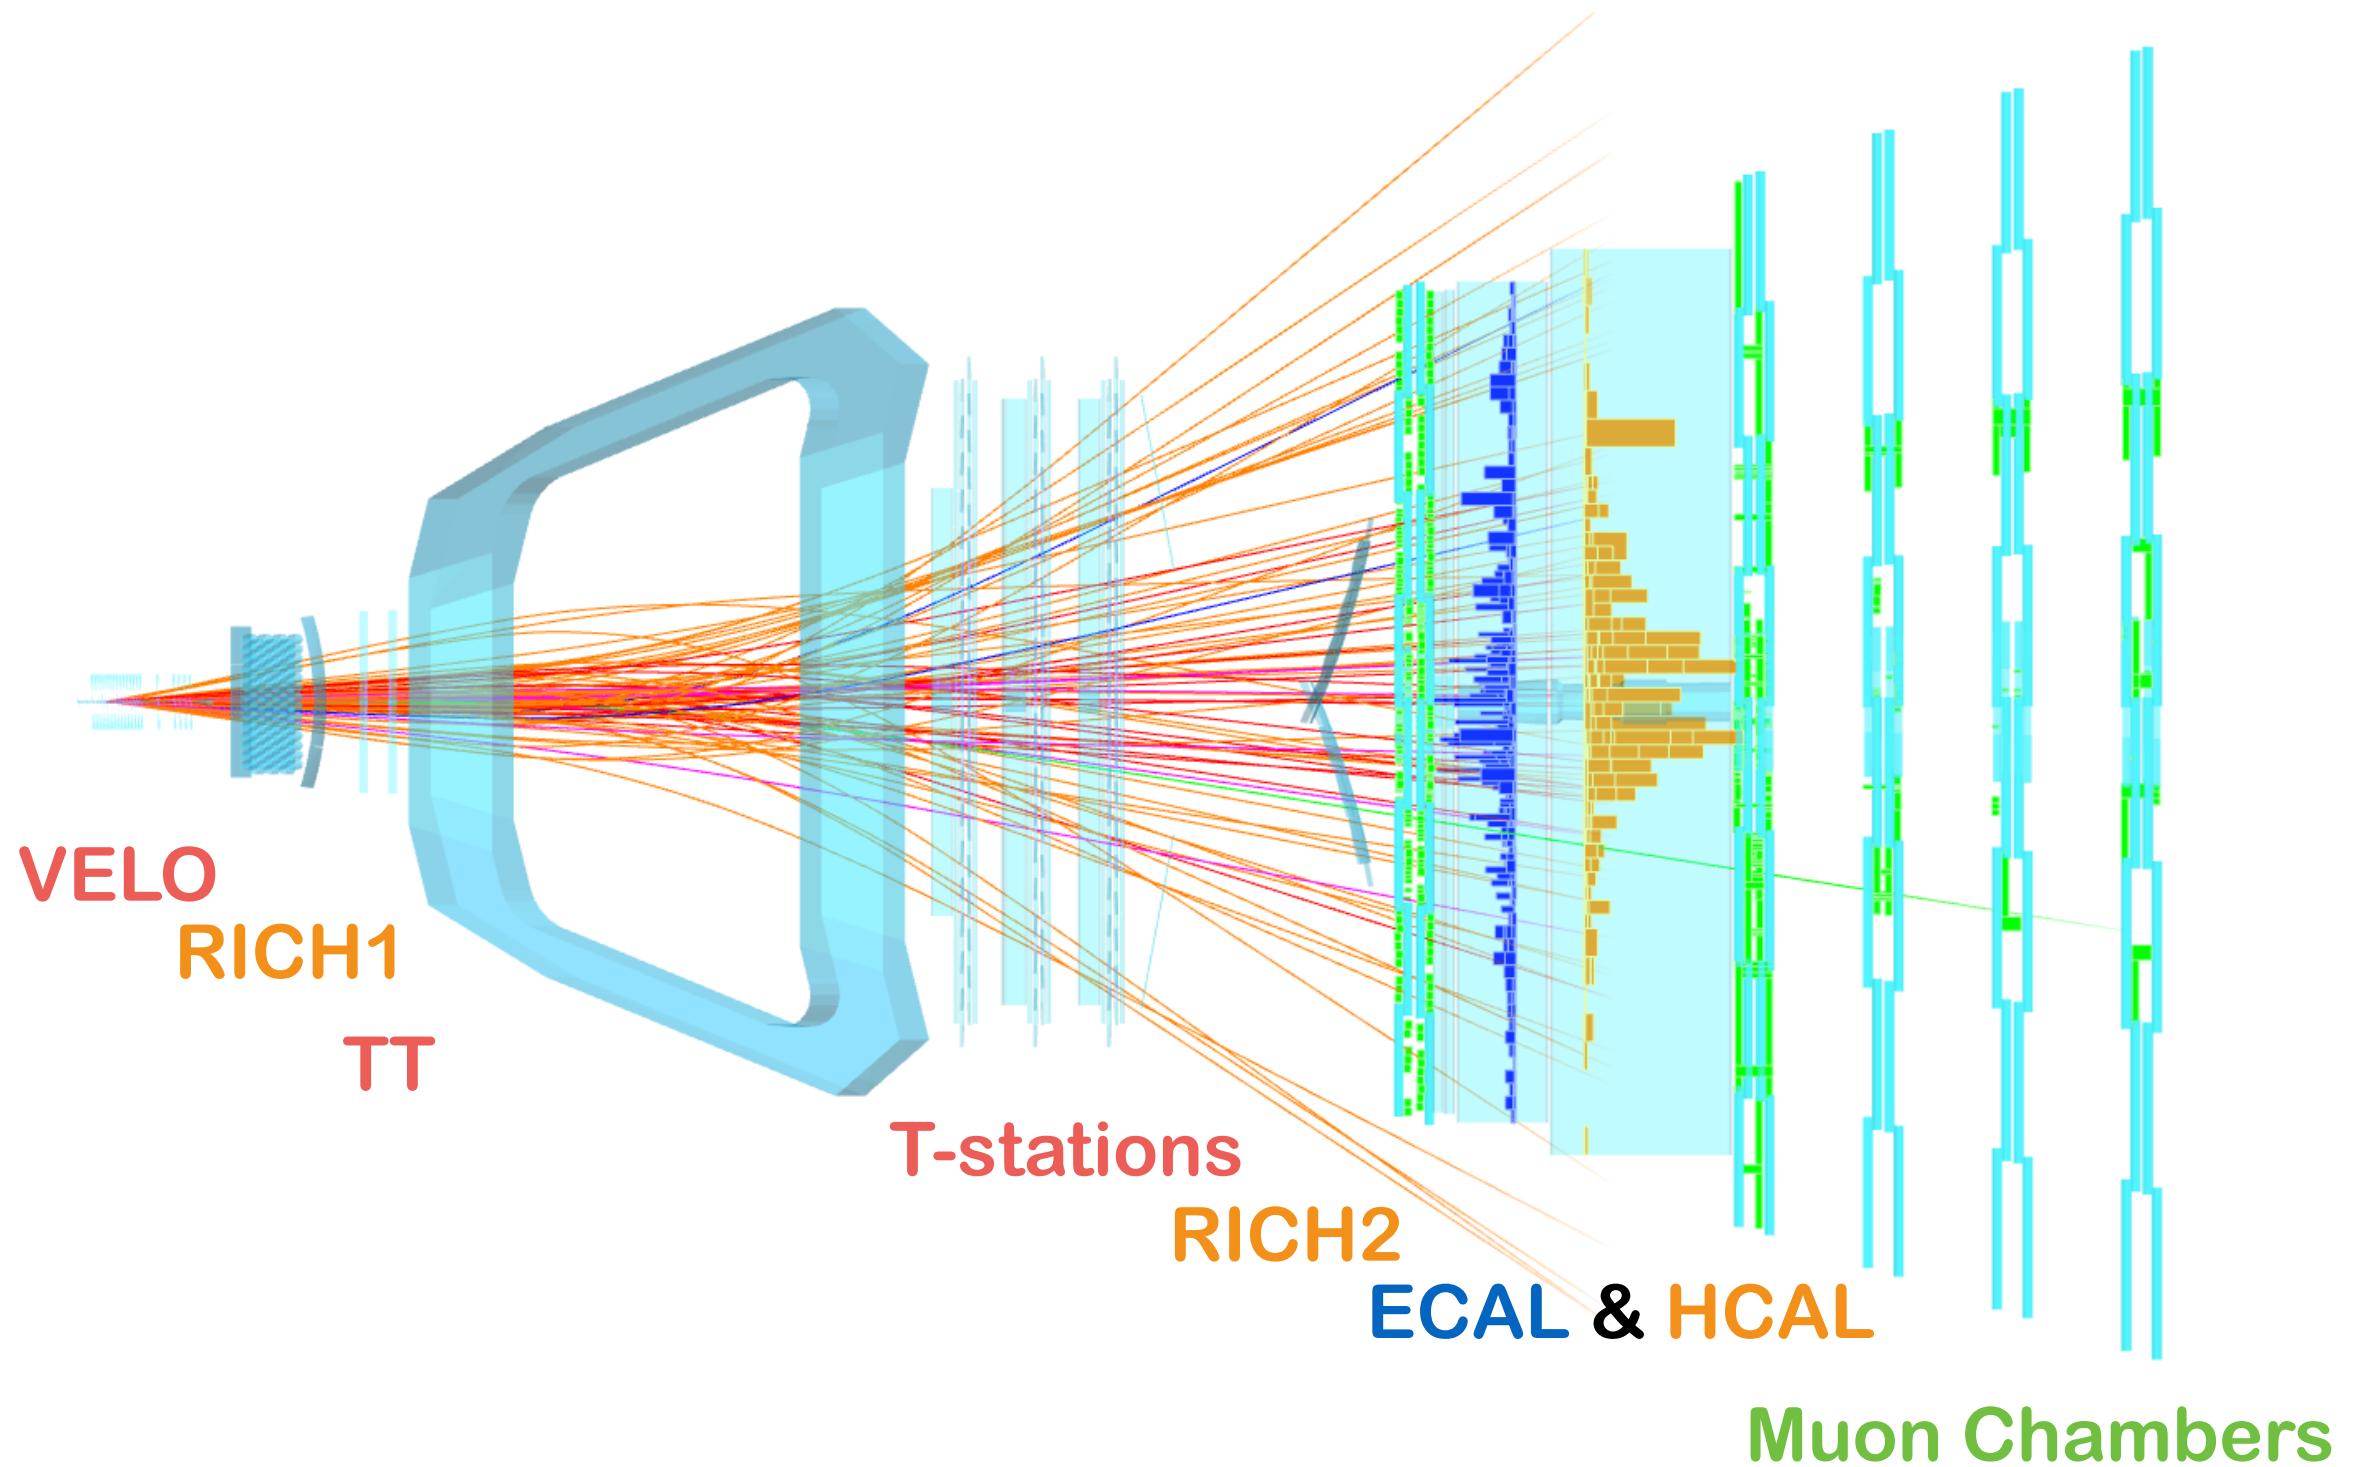 VELO
RICH1
TT
T-stations
RICH2
ECAL & HCAL
Muon Chambers